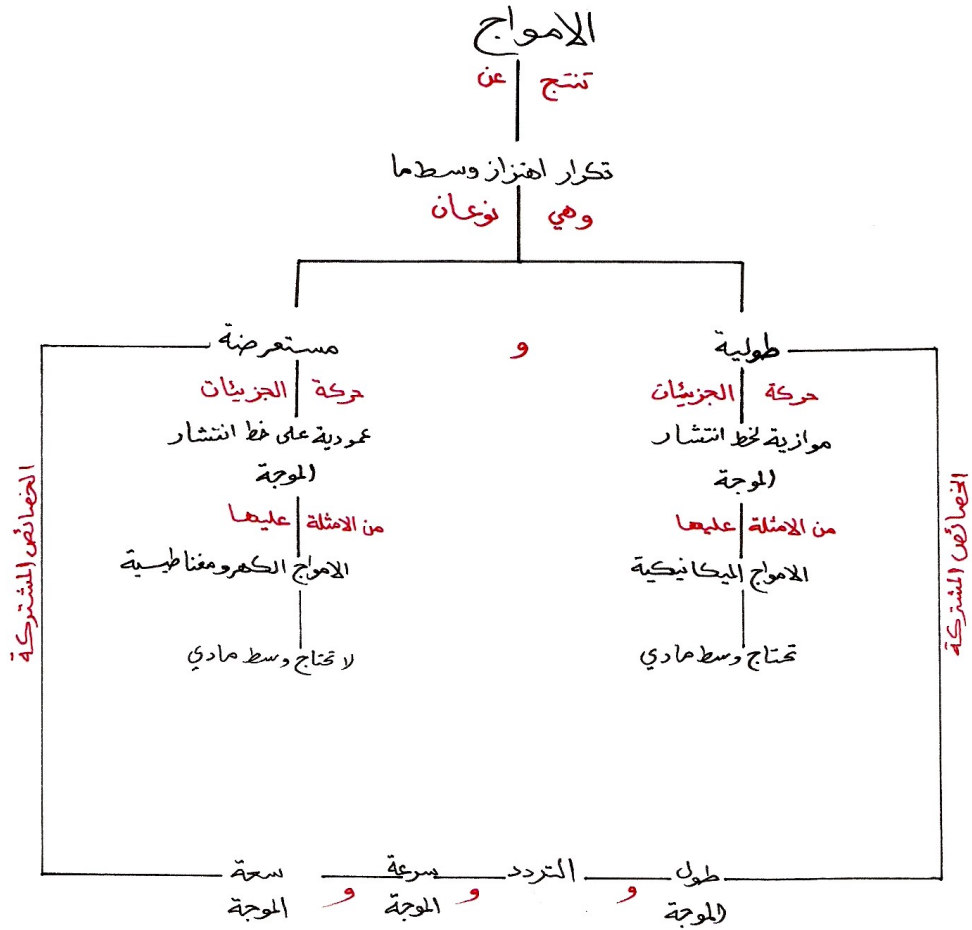 الامواج
تنتج عن
تكرار اهتزاز وسط ما
وهي نوعان
طولية و مستعرضة
حركة الجزيئات
موازية لخط انتشار
الموجة
من الامثلة عليها
الامواج الميكانيكية
تحتاج وسط مادي
حركة الجزيئات
عمودية على خط انتشار
الموجة
من الامثلة عليها
الامواج الكهرومغناطيسية
لا تحتاج وسط مادي
الخصائص المشتركة
الخصائص المشتركة
طول و التردد و سرعة و سعة
الموجة الموجة الموجة